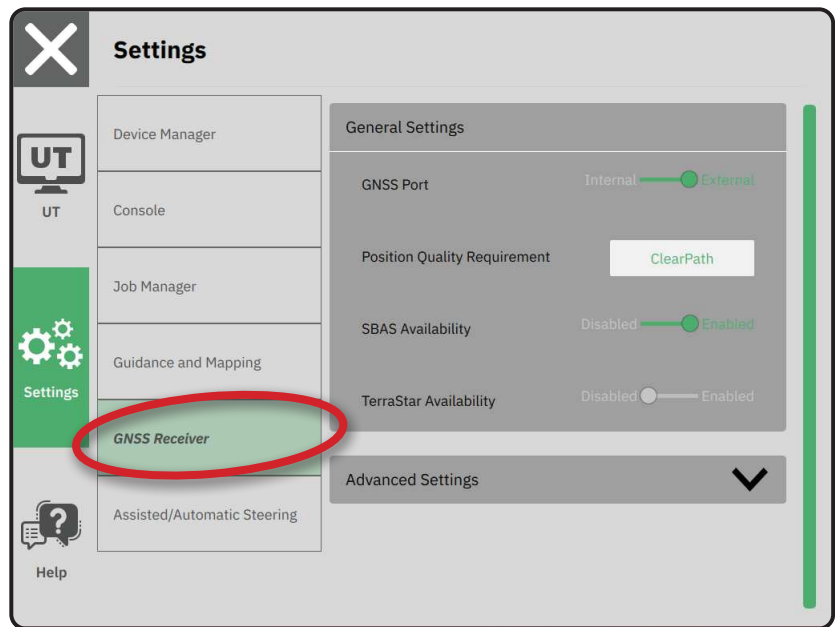 Settings
UT
UT
Settings
Help
Device Manager
Console
Job Manager
Guidance and Mapping
GNSS Receiver
Assisted/Automatic Steering
General Settings
GNSS Port
Internal External
Position Quality Requirement
ClearPath
SBAS Availability
Disabled Enabled
TerraStar Availability
Disabled Enabled
Advanced Settings